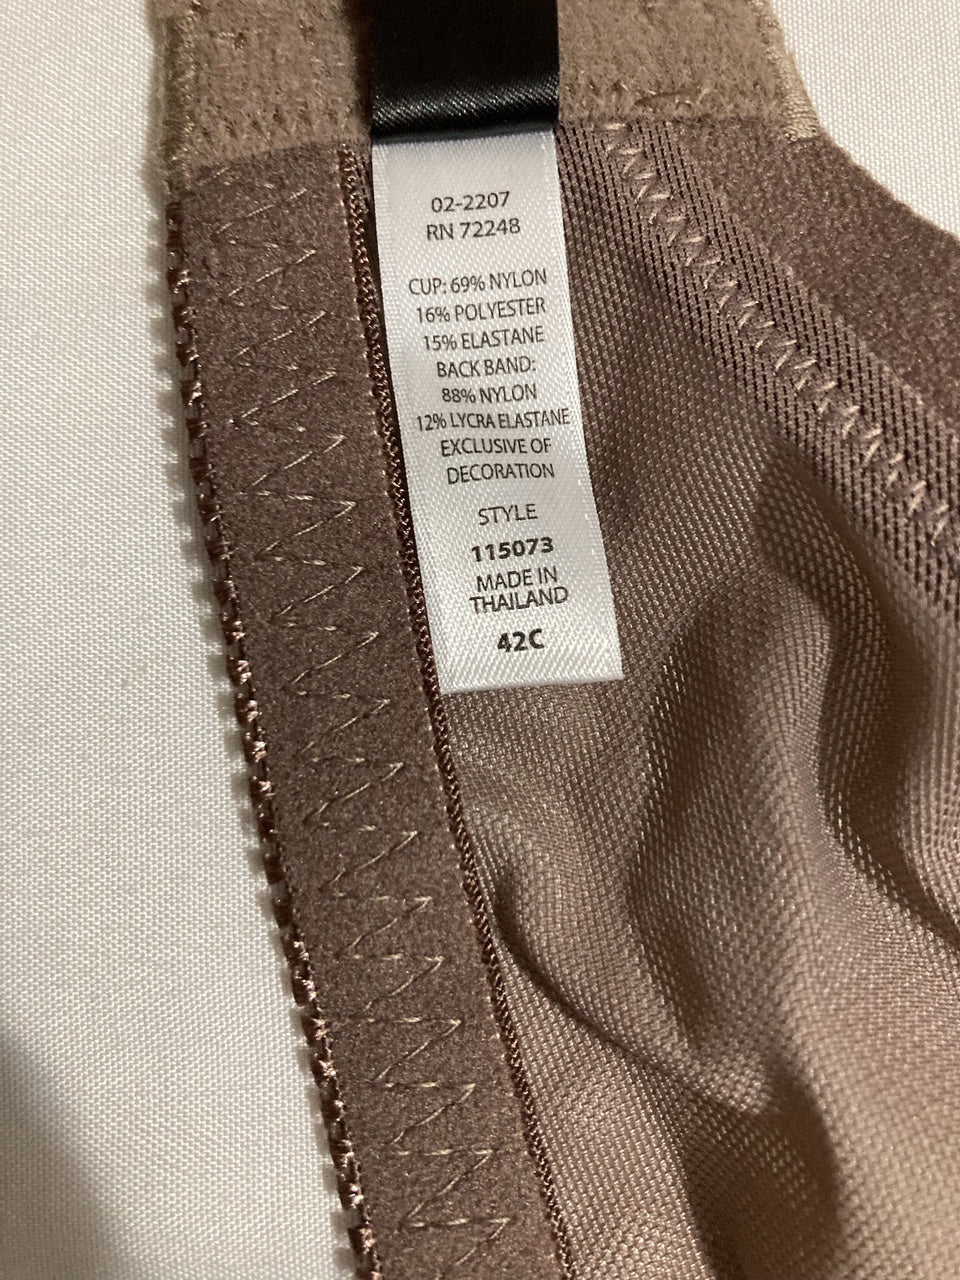 02-2207
RN 72248
CUP: 69% NYLON
16% POLYESTER
15% ELASTANE
BACK BAND:
88% NYLON
12% LYCRA ELASTANE
EXCLUSIVE OF
DECORATION
STYLE
115073
MADE IN
THAILAND
42C